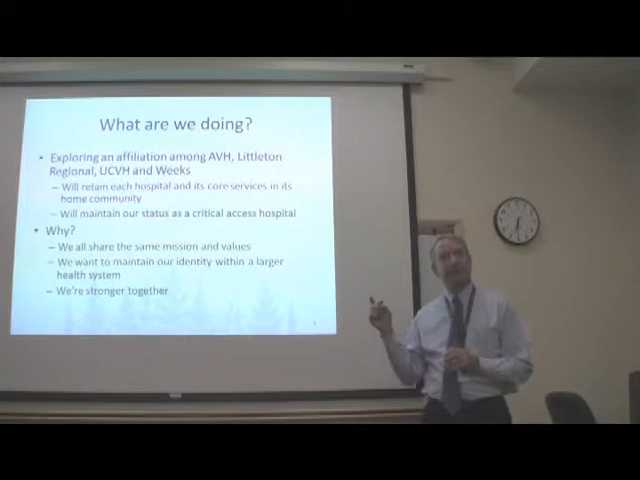 What are we doing?
• Exploring an affiliation among AVH, Littleton
Regional, UCVH and Weeks
– Will retain each hospital and its core services in its
home community
– Will maintain our status as a critical access hospital
• Why?
– We all share the same mission and values
– We want to maintain our identity within a larger
health system
– We're stronger together